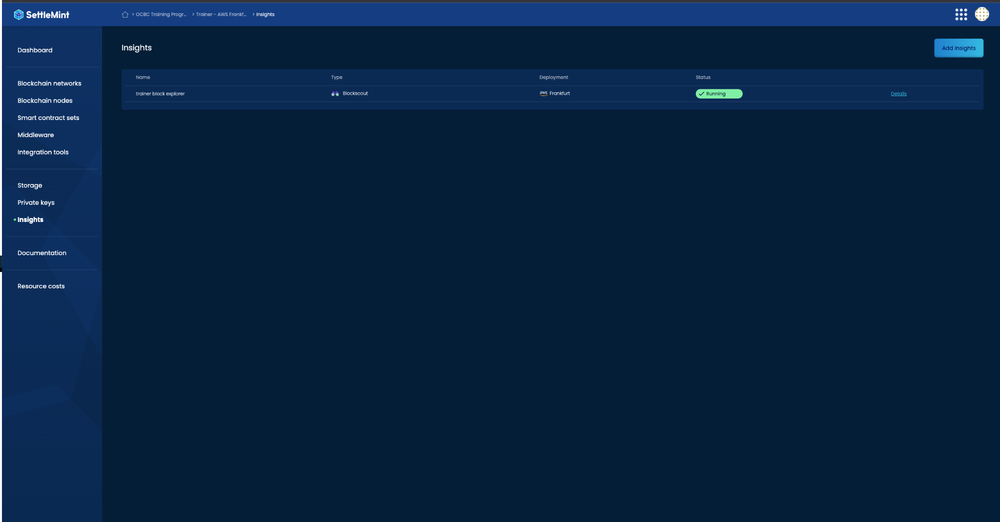 SettleMint
> OCBC Training Progr... > Trainer - AWS Frankf... > Insights
Dashboard
Blockchain networks
Blockchain nodes
Smart contract sets
Middleware
Integration tools
Storage
Private keys
Insights
Documentation
Resource costs
Insights
Add Insights
Name Type Deployment Status
trainer block explorer Blockscout aws Frankfurt Running Details